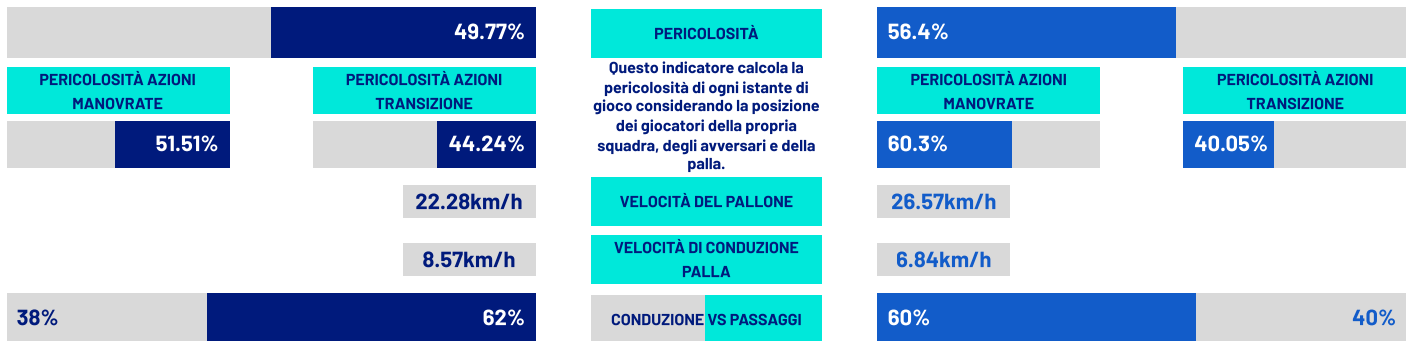 49.77%
PERICOLOSITÀ
56.4%
PERICOLOSITÀ AZIONI
MANOVRATE
PERICOLOSITÀ AZIONI
TRANSIZIONE
Questo indicatore calcola la
pericolosità di ogni istante di
gioco considerando la posizione
dei giocatori della propria
squadra, degli avversari e della
palla.
PERICOLOSITÀ AZIONI
MANOVRATE
PERICOLOSITÀ AZIONI
TRANSIZIONE
51.51%
44.24%
60.3%
40.05%
22.28km/h
VELOCITÀ DEL PALLONE
26.57km/h
8.57km/h
VELOCITÀ DI CONDUZIONE
PALLA
6.84km/h
38%
62%
CONDUZIONE VS PASSAGGI
60%
40%